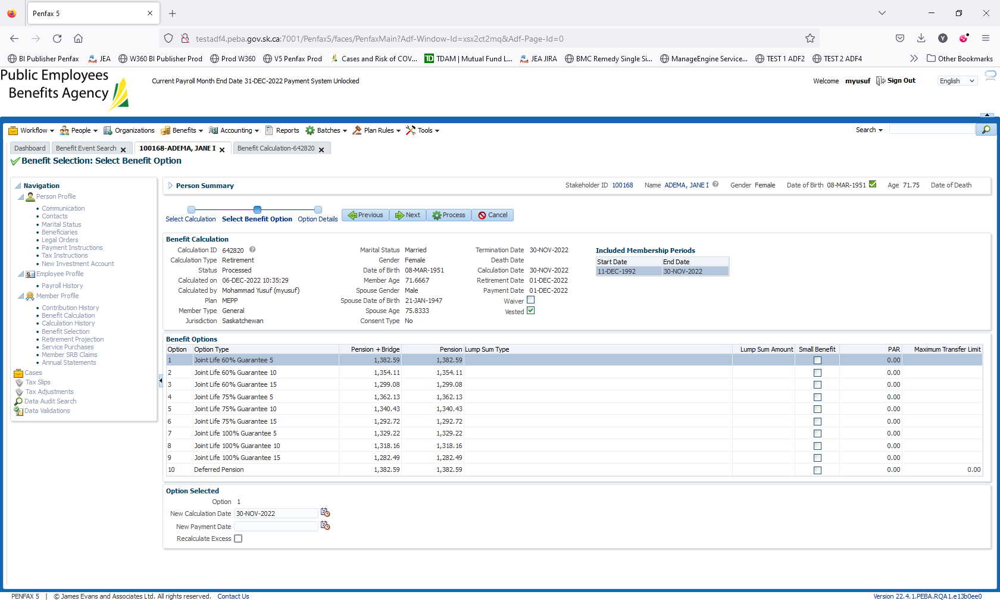 Penfax 5
testadf4.peba.gov.sk.ca:7001/Penfax5/faces/PenfaxMain?Adf-Window-Id=xsx2ct2mq&Adf-Page-Id=0
BI Publisher Penfax JEA W360 BI Publisher Prod Prod W360 V5 Penfax Prod Cases and Risk of COV... TDAM | Mutual Fund L... JEA JIRA BMC Remedy Single Si... ManageEngine Service... TEST 1 ADF2 TEST 2 ADF4 Other Bookmarks
Public Employees
Benefits Agency
Current Payroll Month End Date 31-DEC-2022 Payment System Unlocked
Welcome myusuf Sign Out English
Workflow People Organizations Benefits Accounting Reports Batches Plan Rules Tools Search
Dashboard Benefit Event Search 100168-ADEMA, JANE I Benefit Calculation-642820
Benefit Selection: Select Benefit Option
Navigation
Person Profile
Communication
Contacts
Marital Status
Beneficiaries
Legal Orders
Payment Instructions
Tax Instructions
New Investment Account
Employee Profile
Payroll History
Member Profile
Contribution History
Benefit Calculation
Calculation History
Benefit Selection
Retirement Projection
Service Purchases
Member SRB Claims
Annual Statements
Cases
Tax Slips
Tax Adjustments
Data Audit Search
Data Validations
Person Summary Stakeholder ID 100168 Name ADEMA, JANE I Gender Female Date of Birth 08-MAR-1951 Age 71.75 Date of Death
Select Calculation Select Benefit Option Option Details Previous Next Process Cancel
Benefit Calculation
Calculation ID 642820
Calculation Type Retirement
Status Processed
Calculated on 06-DEC-2022 10:35:29
Calculated by Mohammad Yusuf (myusuf)
Plan MEPP
Member Type General
Jurisdiction Saskatchewan
Marital Status Married
Gender Female
Date of Birth 08-MAR-1951
Member Age 71.6667
Spouse Gender Male
Spouse Date of Birth 21-JAN-1947
Spouse Age 75.8333
Consent Type No
Termination Date 30-NOV-2022
Death Date
Calculation Date 30-NOV-2022
Retirement Date 01-DEC-2022
Payment Date 01-DEC-2022
Waiver
Vested
Included Membership Periods
Start Date End Date
11-DEC-1992 30-NOV-2022
Benefit Options
Option Option Type Pension + Bridge Pension Lump Sum Type Lump Sum Amount Small Benefit PAR Maximum Transfer Limit
1 Joint Life 60% Guarantee 5 1,382.59 1,382.59 0.00
2 Joint Life 60% Guarantee 10 1,354.11 1,354.11 0.00
3 Joint Life 60% Guarantee 15 1,299.08 1,299.08 0.00
4 Joint Life 75% Guarantee 5 1,362.13 1,362.13 0.00
5 Joint Life 75% Guarantee 10 1,340.43 1,340.43 0.00
6 Joint Life 75% Guarantee 15 1,292.72 1,292.72 0.00
7 Joint Life 100% Guarantee 5 1,329.22 1,329.22 0.00
8 Joint Life 100% Guarantee 10 1,318.16 1,318.16 0.00
9 Joint Life 100% Guarantee 15 1,282.49 1,282.49 0.00
10 Deferred Pension 1,382.59 1,382.59 0.00 0.00
Option Selected
Option 1
New Calculation Date 30-NOV-2022
New Payment Date
Recalculate Excess
PENFAX 5 | © James Evans and Associates Ltd. All rights reserved. Contact Us Version 22.4.1.PEBA.RQA1.e13b0ee0